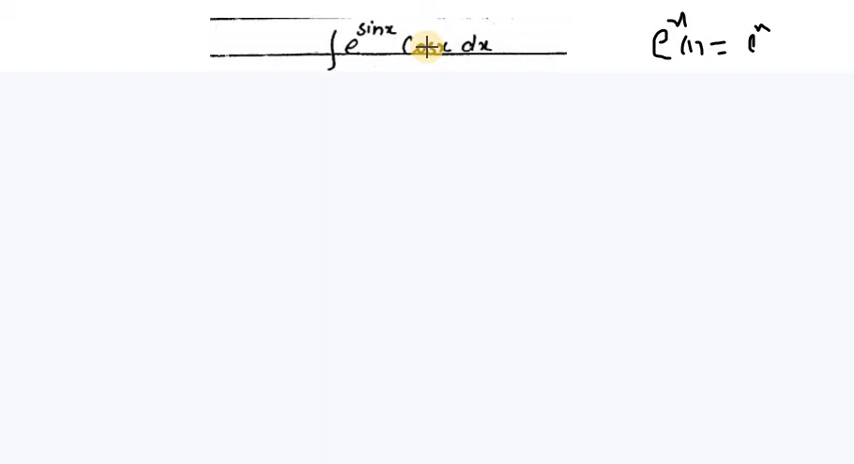 ∫ e^sinx Cosx dx
e^x (1) = e^x